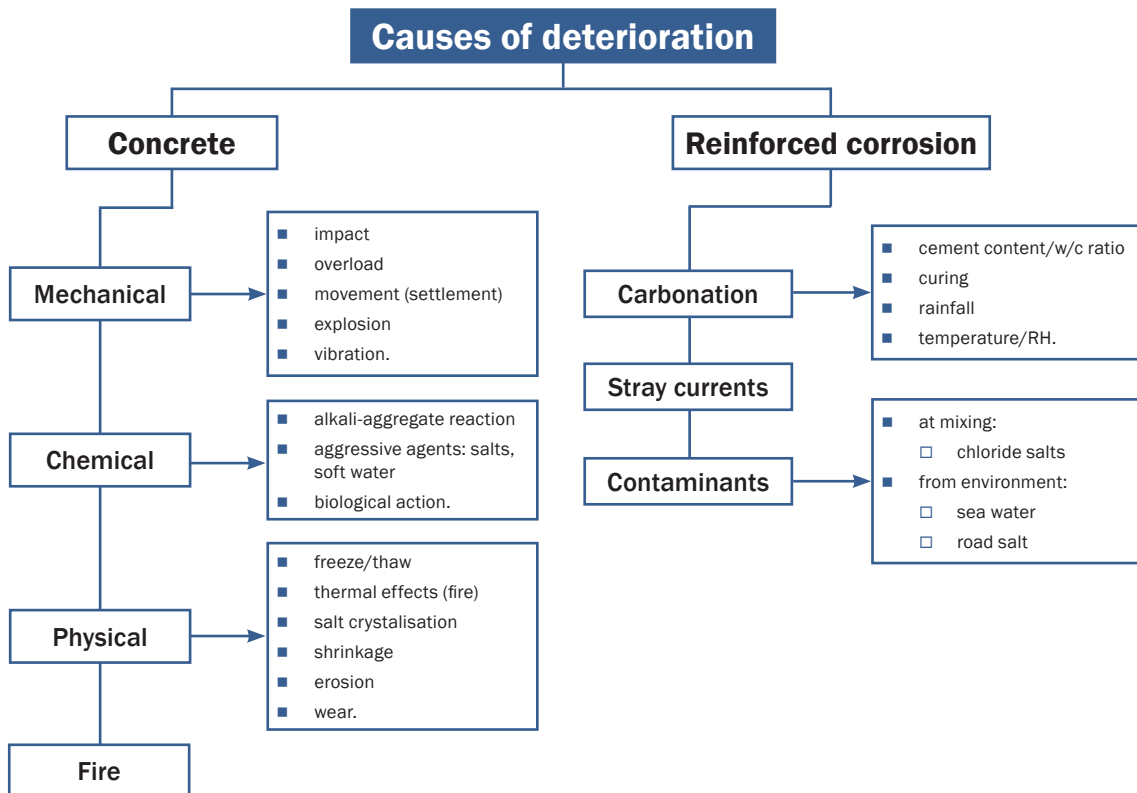 Causes of deterioration
Concrete
Mechanical
impact
overload
movement (settlement)
explosion
vibration.
Chemical
alkali-aggregate reaction
aggressive agents: salts,
soft water
biological action.
Physical
freeze/thaw
thermal effects (fire)
salt crystalisation
shrinkage
erosion
wear.
Fire
Reinforced corrosion
Carbonation
cement content/w/c ratio
curing
rainfall
temperature/RH.
Stray currents
Contaminants
at mixing:
chloride salts
from environment:
sea water
road salt